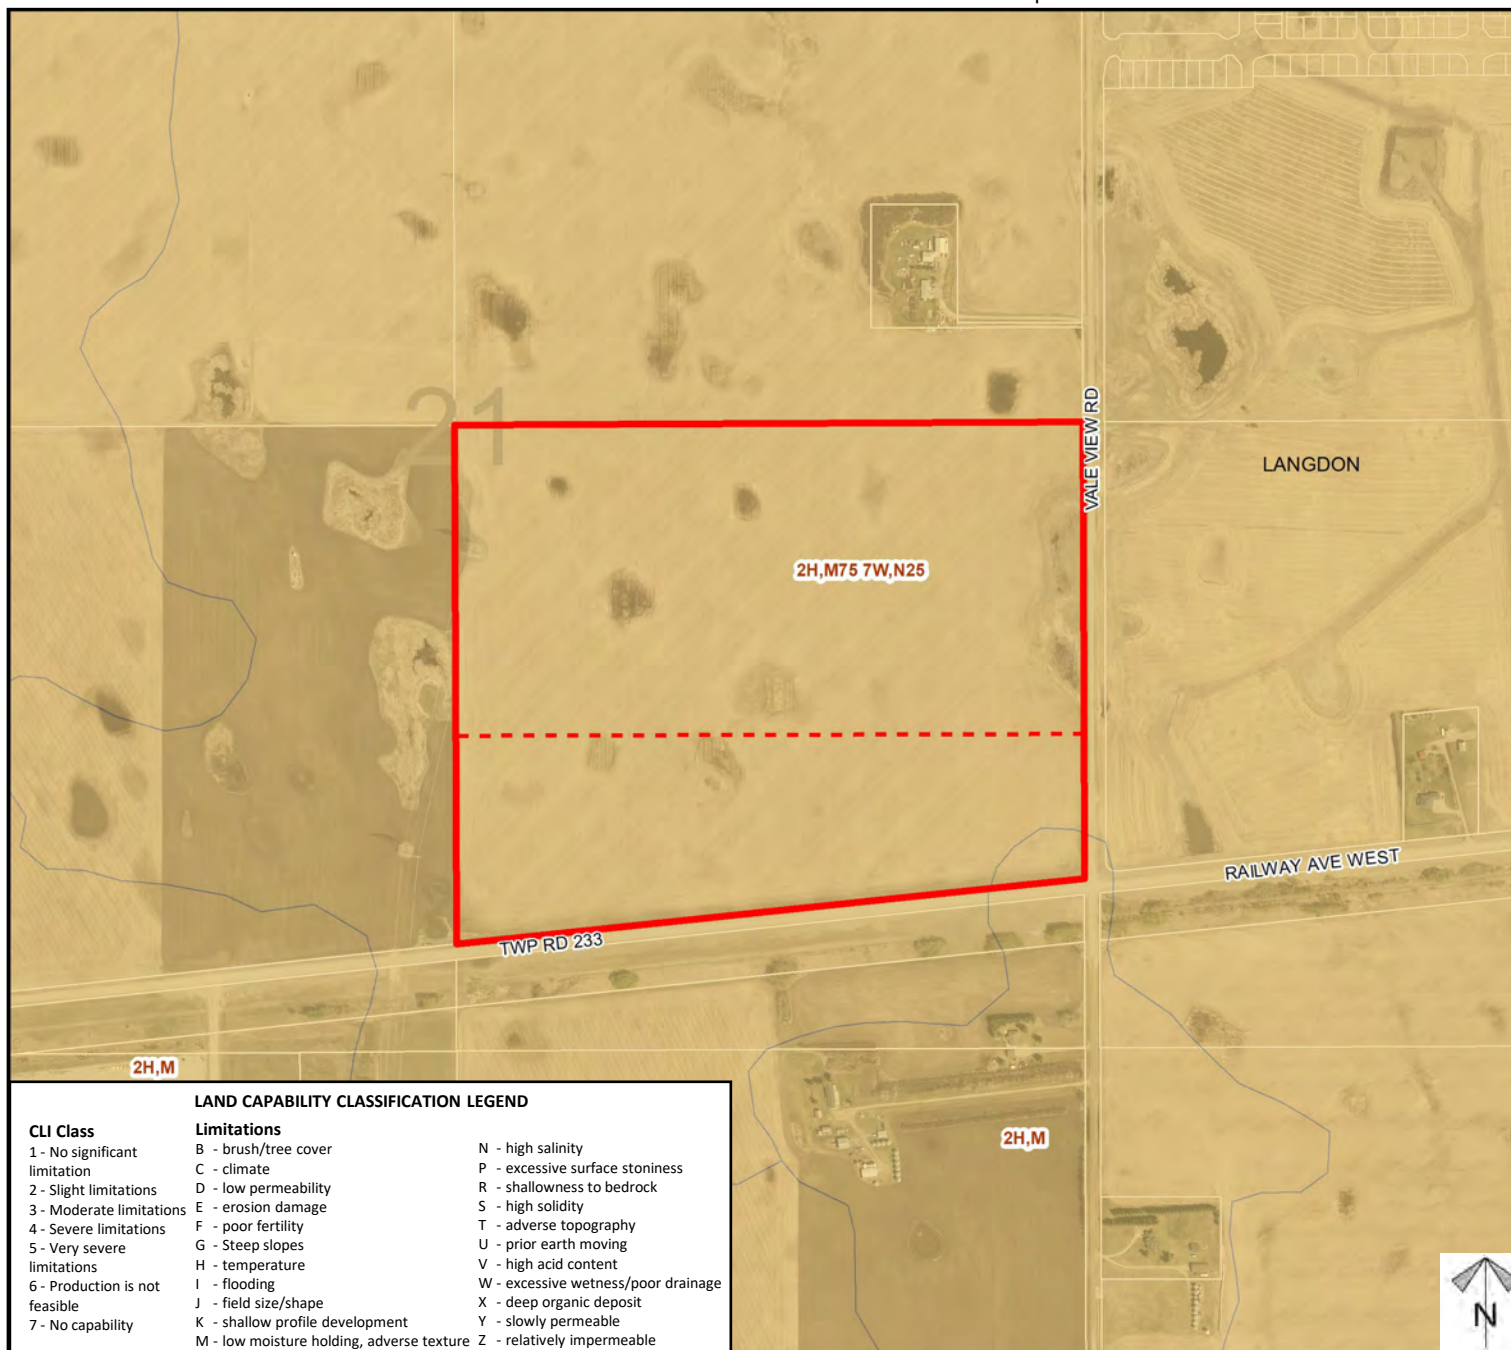 21
VALE VIEW RD
LANGDON
2H,M75 7W,N25
RAILWAY AVE WEST
TWP RD 233
2H,M
2H,M
LAND CAPABILITY CLASSIFICATION LEGEND
CLI Class
1 - No significant
limitation
2 - Slight limitations
3 - Moderate limitations
4 - Severe limitations
5 - Very severe
limitations
6 - Production is not
feasible
7 - No capability
Limitations
B - brush/tree cover
C - climate
D - low permeability
E - erosion damage
F - poor fertility
G - Steep slopes
H - temperature
I - flooding
J - field size/shape
K - shallow profile development
M - low moisture holding, adverse texture
N - high salinity
P - excessive surface stoniness
R - shallowness to bedrock
S - high solidity
T - adverse topography
U - prior earth moving
V - high acid content
W - excessive wetness/poor drainage
X - deep organic deposit
Y - slowly permeable
Z - relatively impermeable
N